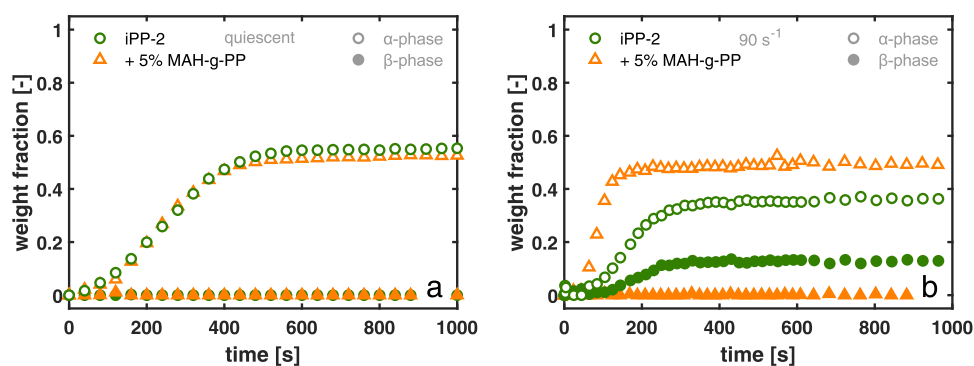 iPP-2 quiescent α-phase
+ 5% MAH-g-PP β-phase
weight fraction [-]
1
0.8
0.6
0.4
0.2
0
a
0 200 400 600 800 1000
time [s]
iPP-2 90 s⁻¹ α-phase
+ 5% MAH-g-PP β-phase
weight fraction [-]
1
0.8
0.6
0.4
0.2
0
b
0 200 400 600 800 1000
time [s]